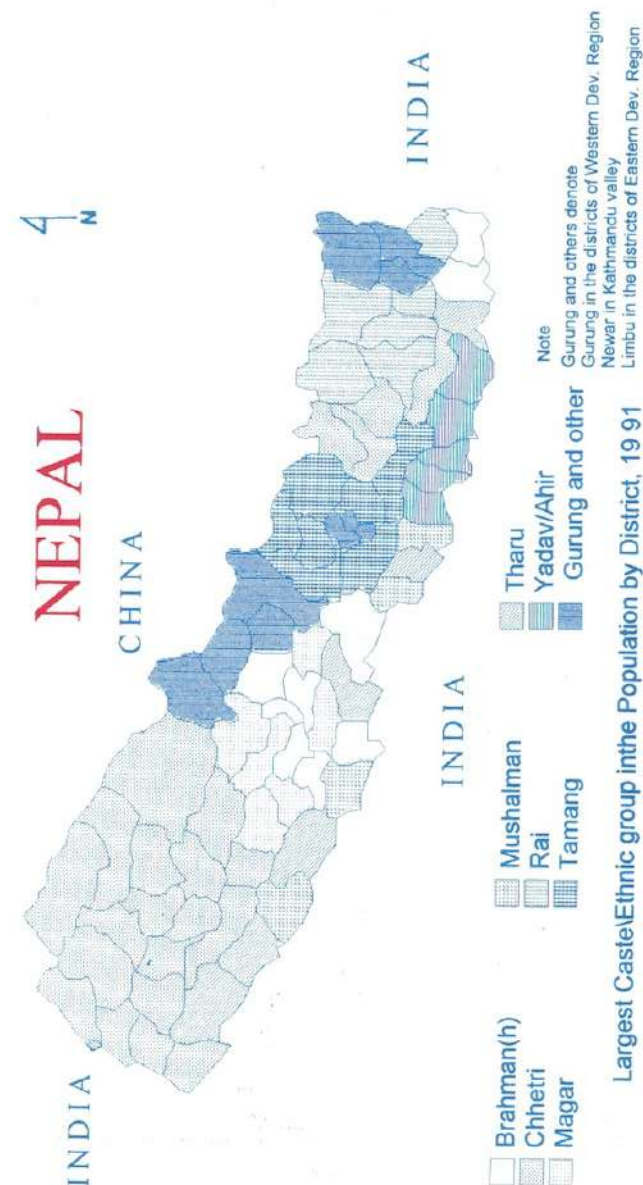 NEPAL
N
CHINA
INDIA
INDIA
INDIA
Brahman(h)
Chhetri
Magar
Mushalman
Rai
Tamang
Tharu
Yadav/Ahir
Gurung and other
Note
Gurung and others denote
Gurung in the districts of Western Dev. Region
Newar in Kathmandu valley
Limbu in the districts of Eastern Dev. Region
Largest Caste\Ethnic group inthe Population by District, 19 91